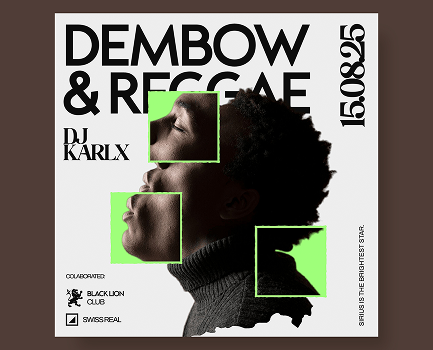 DEMBOW
& REGGAE
15.08.25
DJ
KARLX
COLABORATED:
BLACK LION
CLUB
SWISS REAL
SIRIUS IS THE BRIGHTEST STAR.